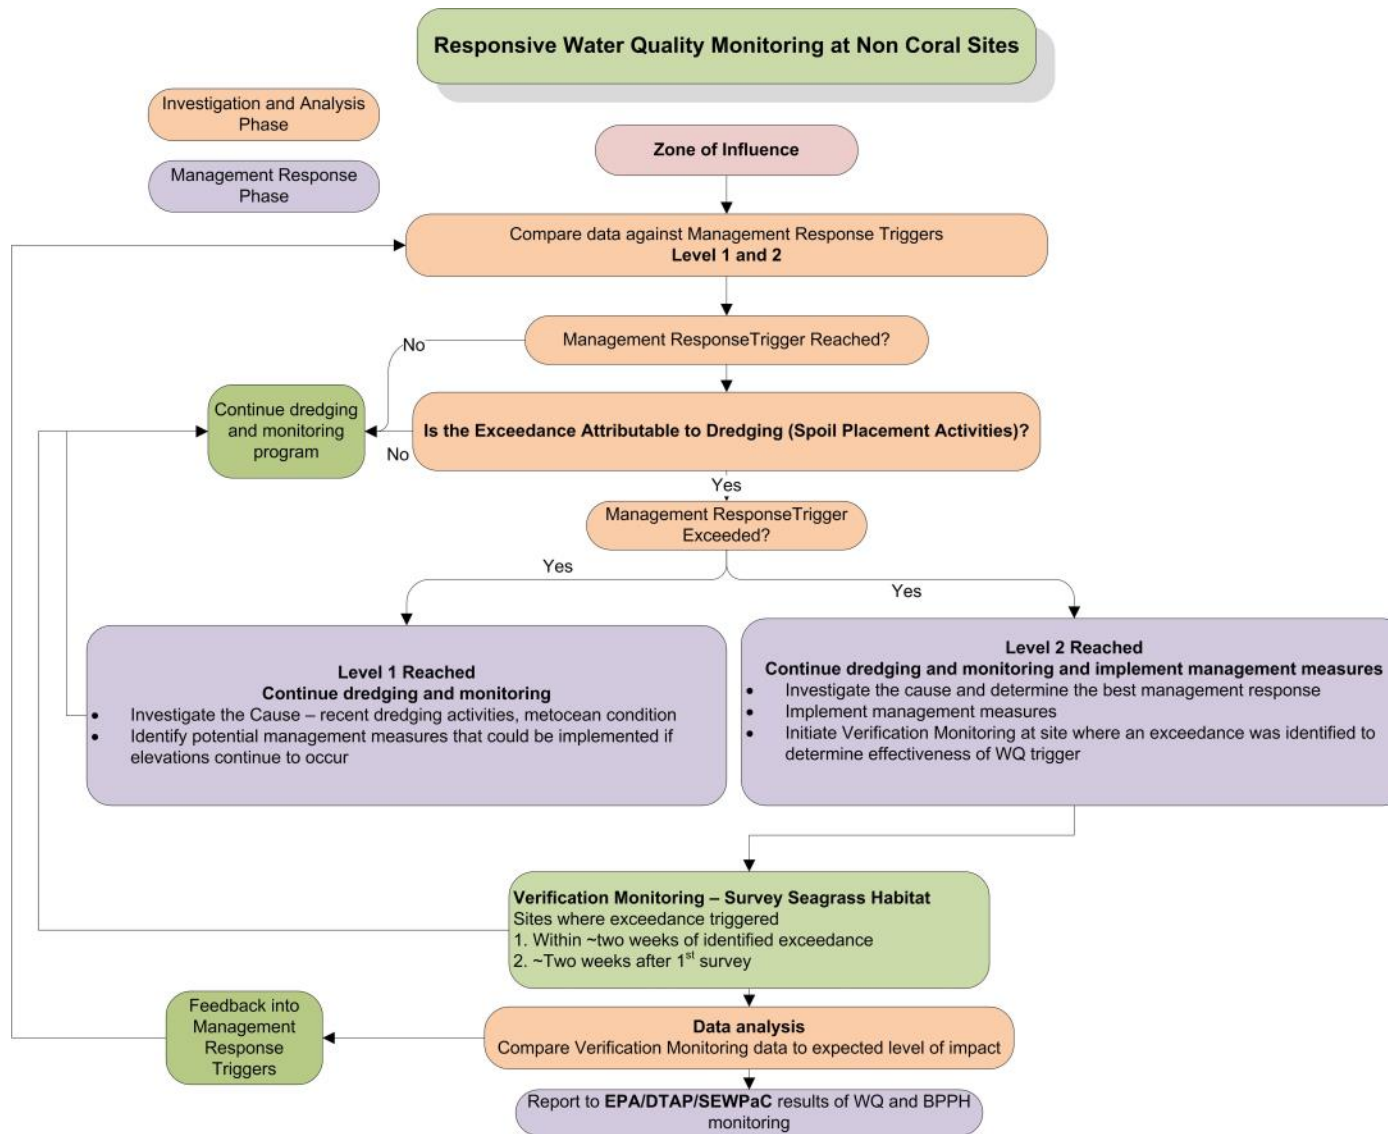 Responsive Water Quality Monitoring at Non Coral Sites
Investigation and Analysis
Phase
Management Response
Phase
Zone of Influence
Compare data against Management Response Triggers
Level 1 and 2
Management ResponseTrigger Reached?
No
Continue dredging
and monitoring
program
Is the Exceedance Attributable to Dredging (Spoil Placement Activities)?
No
Yes
Management ResponseTrigger
Exceeded?
Yes
Yes
Level 1 Reached
Continue dredging and monitoring
• Investigate the Cause – recent dredging activities, metocean condition
• Identify potential management measures that could be implemented if
elevations continue to occur
Level 2 Reached
Continue dredging and monitoring and implement management measures
• Investigate the cause and determine the best management response
• Implement management measures
• Initiate Verification Monitoring at site where an exceedance was identified to
determine effectiveness of WQ trigger
Verification Monitoring – Survey Seagrass Habitat
Sites where exceedance triggered
1. Within ~two weeks of identified exceedance
2. ~Two weeks after 1st survey
Feedback into
Management
Response
Triggers
Data analysis
Compare Verification Monitoring data to expected level of impact
Report to EPA/DTAP/SEWPaC results of WQ and BPPH
monitoring